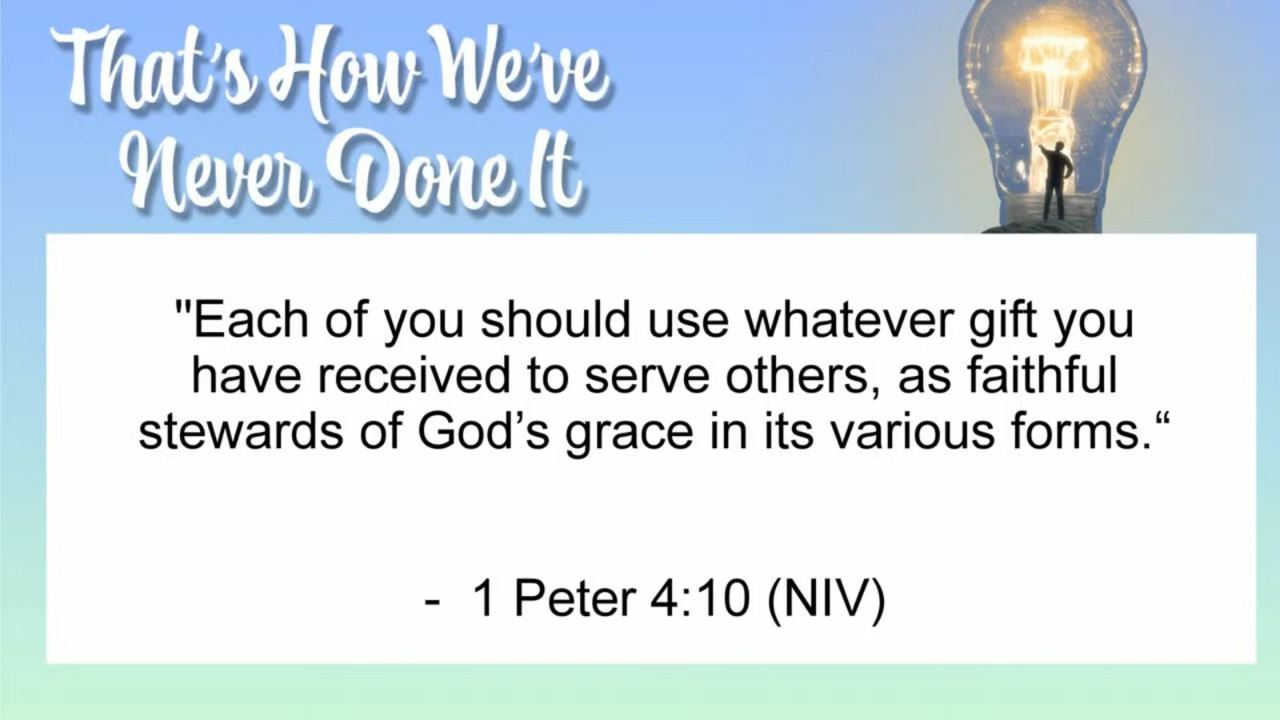 That's How We've
Never Done It
"Each of you should use whatever gift you
have received to serve others, as faithful
stewards of God’s grace in its various forms.“
- 1 Peter 4:10 (NIV)